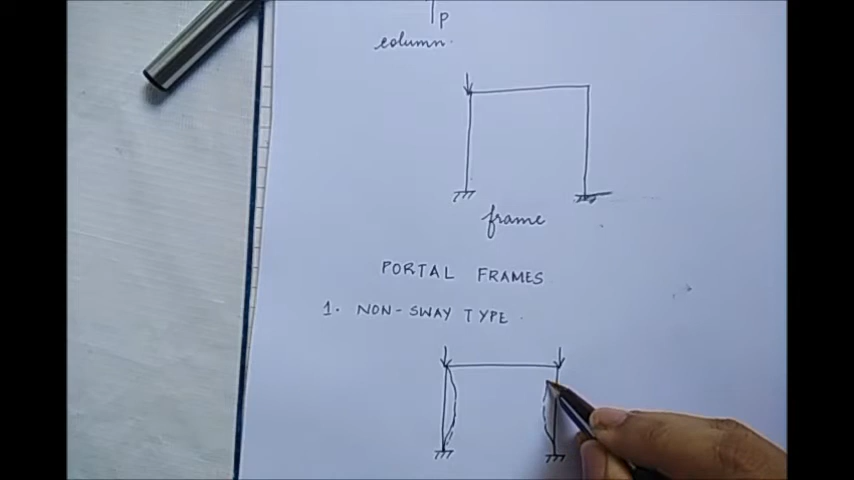 P
column.
frame
PORTAL FRAMES
1. NON-SWAY TYPE